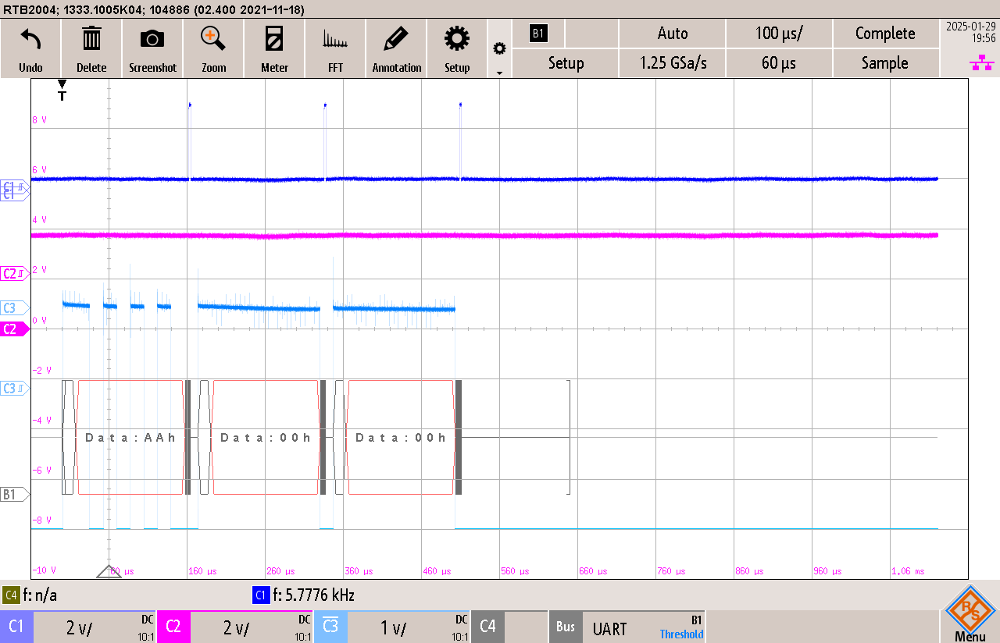 RTB2004; 1333.1005K04; 104886 (02.400 2021-11-18)
Undo Delete Screenshot Zoom Meter FFT Annotation Setup
B1 Auto 100 µs/ Complete
Setup 1.25 GSa/s 60 µs Sample
2025-01-29
19:56
T
8 V
6 V
C1
4 V
C2
2 V
C3
0 V
C2
-2 V
C3
-4 V
Data:AAh Data:00h Data:00h
-6 V
B1
-8 V
-10 V 60 µs 160 µs 260 µs 360 µs 460 µs 560 µs 660 µs 760 µs 860 µs 960 µs 1,06 ms
C4 f: n/a C1 f: 5.7776 kHz
C1 2 V/ DC 10:1 C2 2 V/ DC 10:1 C3 1 V/ DC 10:1 C4 Bus UART B1 Threshold
R S
Menu